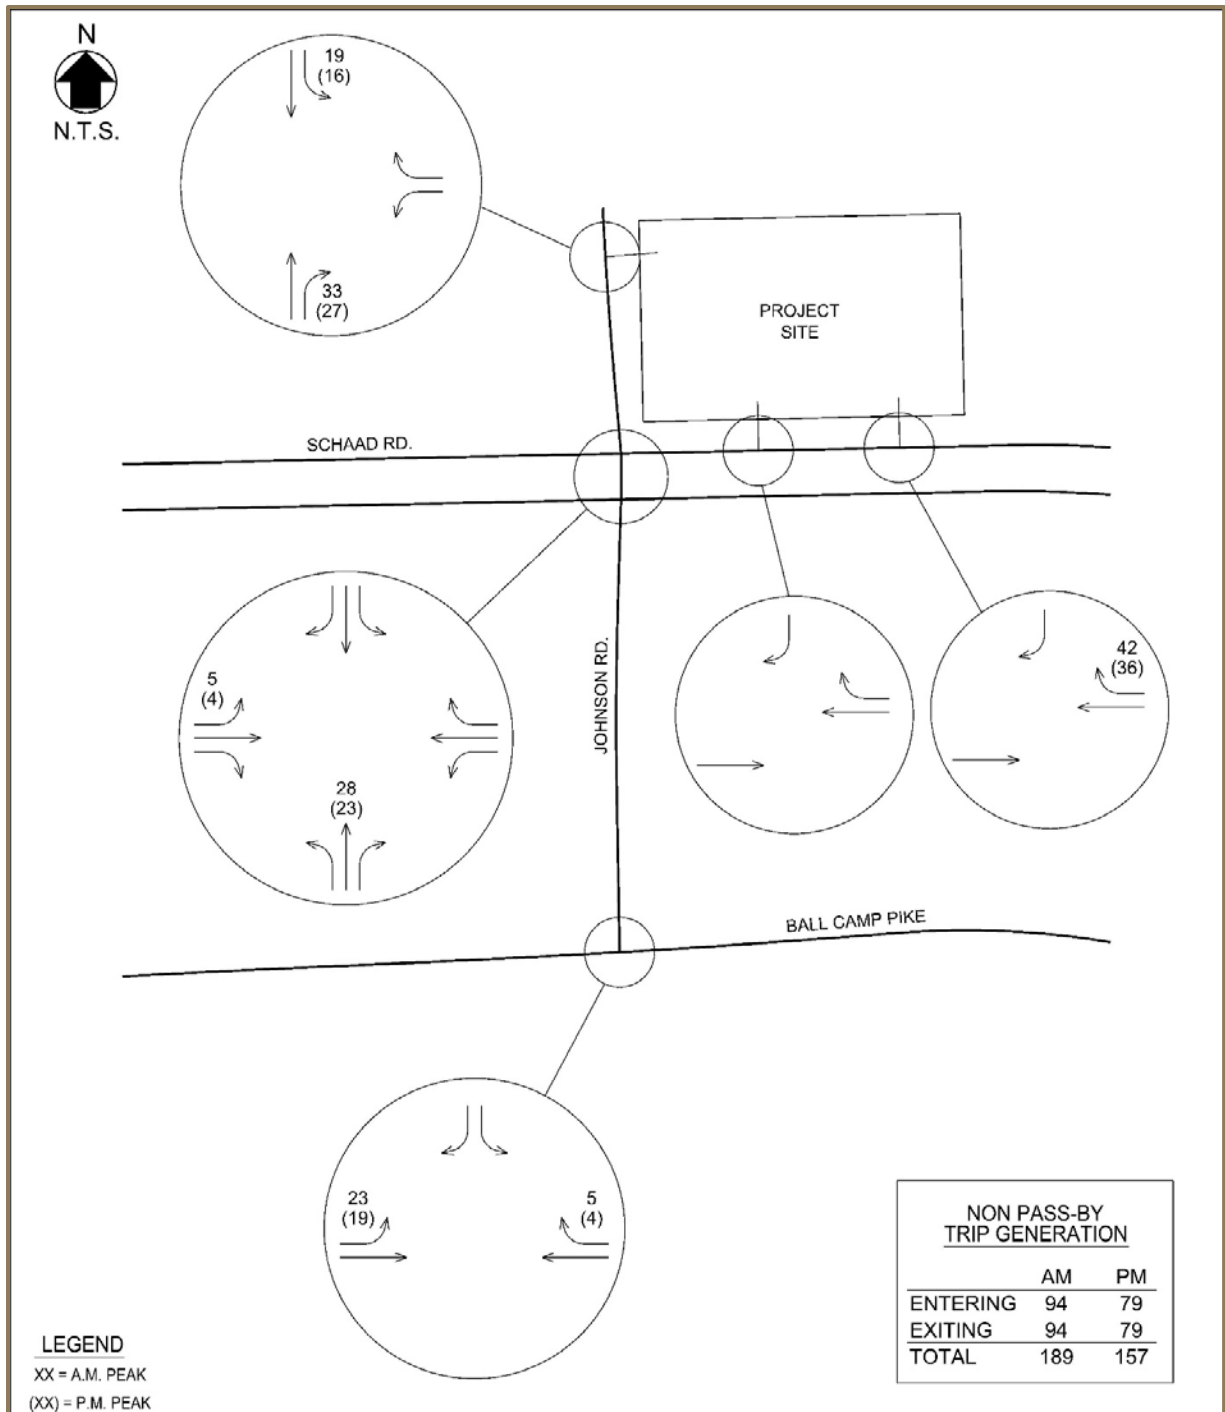 N
N.T.S.
19
(16)
33
(27)
PROJECT
SITE
SCHAAD RD.
JOHNSON RD.
5
(4)
28
(23)
42
(36)
BALL CAMP PIKE
23
(19)
5
(4)
NON PASS-BY
TRIP GENERATION
AM PM
ENTERING 94 79
EXITING 94 79
TOTAL 189 157
LEGEND
XX = A.M. PEAK
(XX) = P.M. PEAK